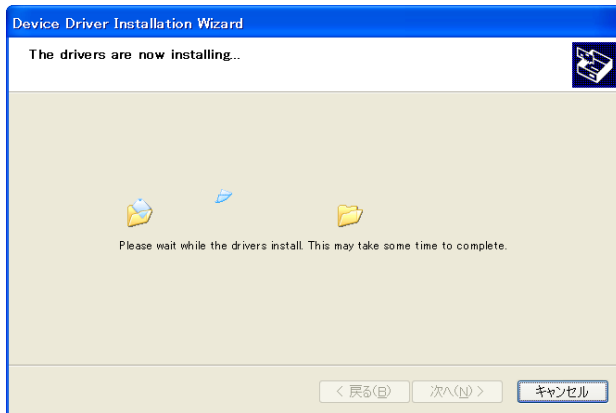 Device Driver Installation Wizard
The drivers are now installing...
Please wait while the drivers install. This may take some time to complete.
< 戻る(B)
次へ(N) >
キャンセル